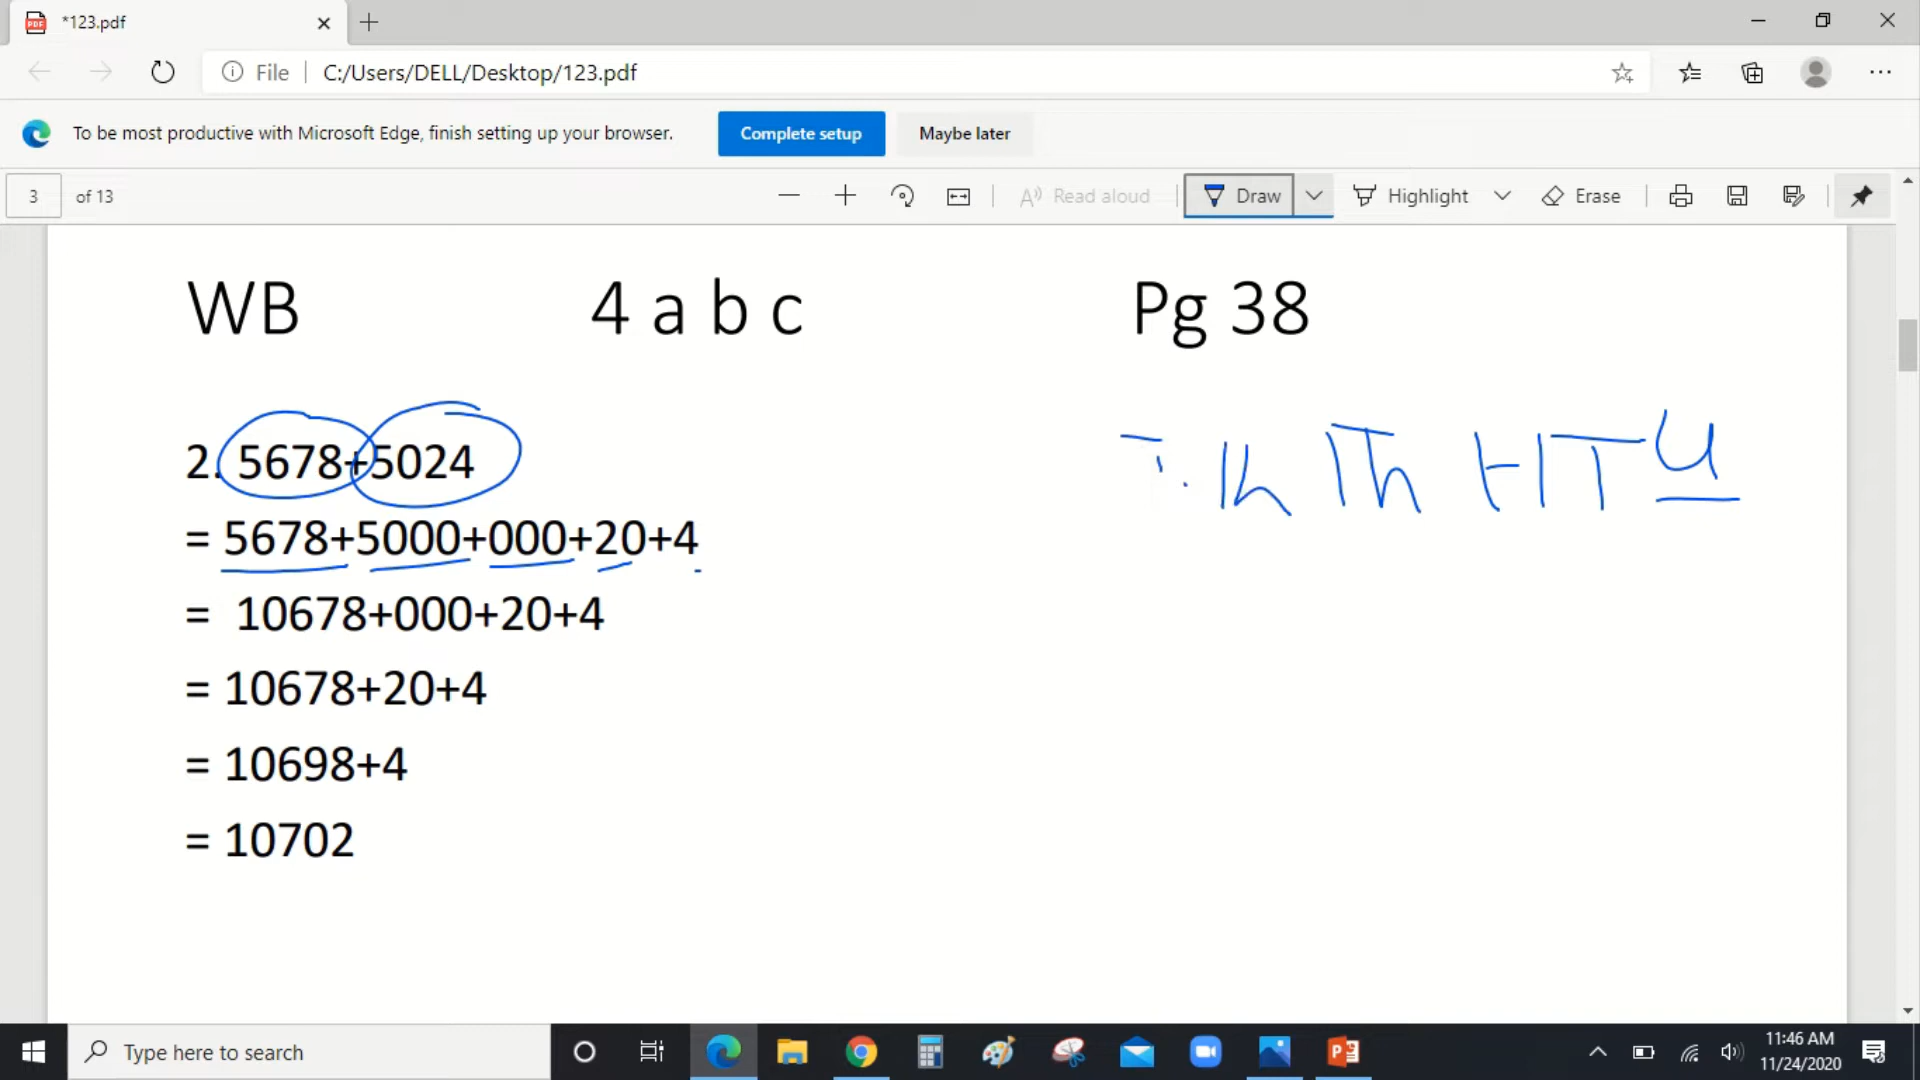 *123.pdf
File C:/Users/DELL/Desktop/123.pdf
To be most productive with Microsoft Edge, finish setting up your browser. Complete setup Maybe later
3 of 13 Read aloud Draw Highlight Erase
WB 4 a b c Pg 38
2. 5678+5024
T.Th Th H T U
= 5678+5000+000+20+4
= 10678+000+20+4
= 10678+20+4
= 10698+4
= 10702
Type here to search
11:46 AM
11/24/2020